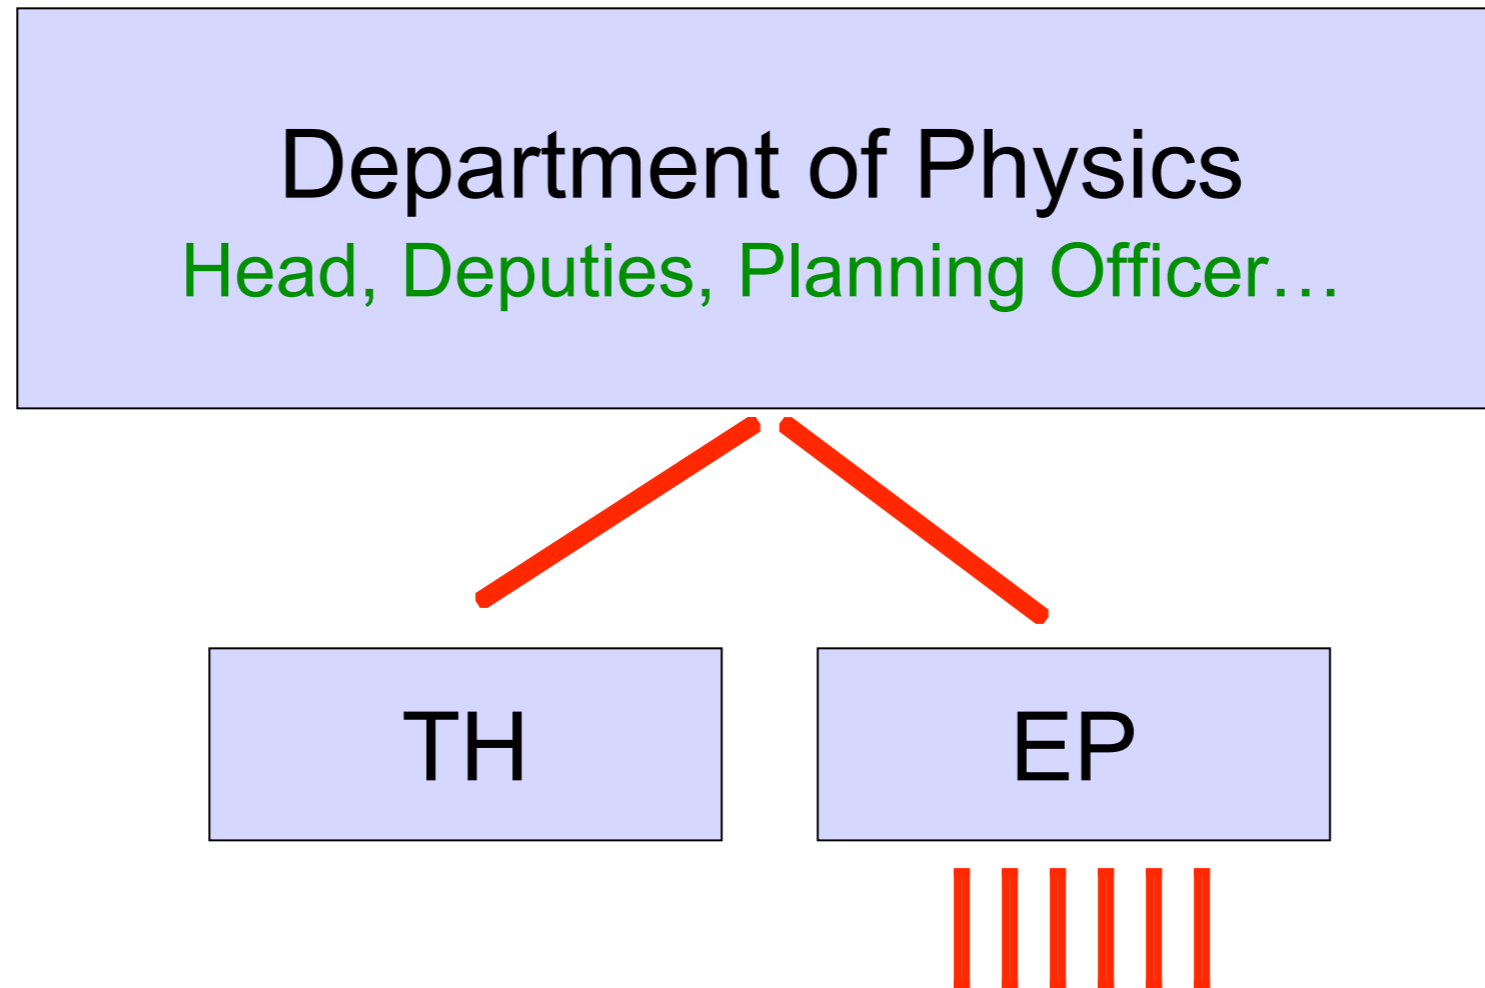 Department of Physics
Head, Deputies, Planning Officer…
TH
EP